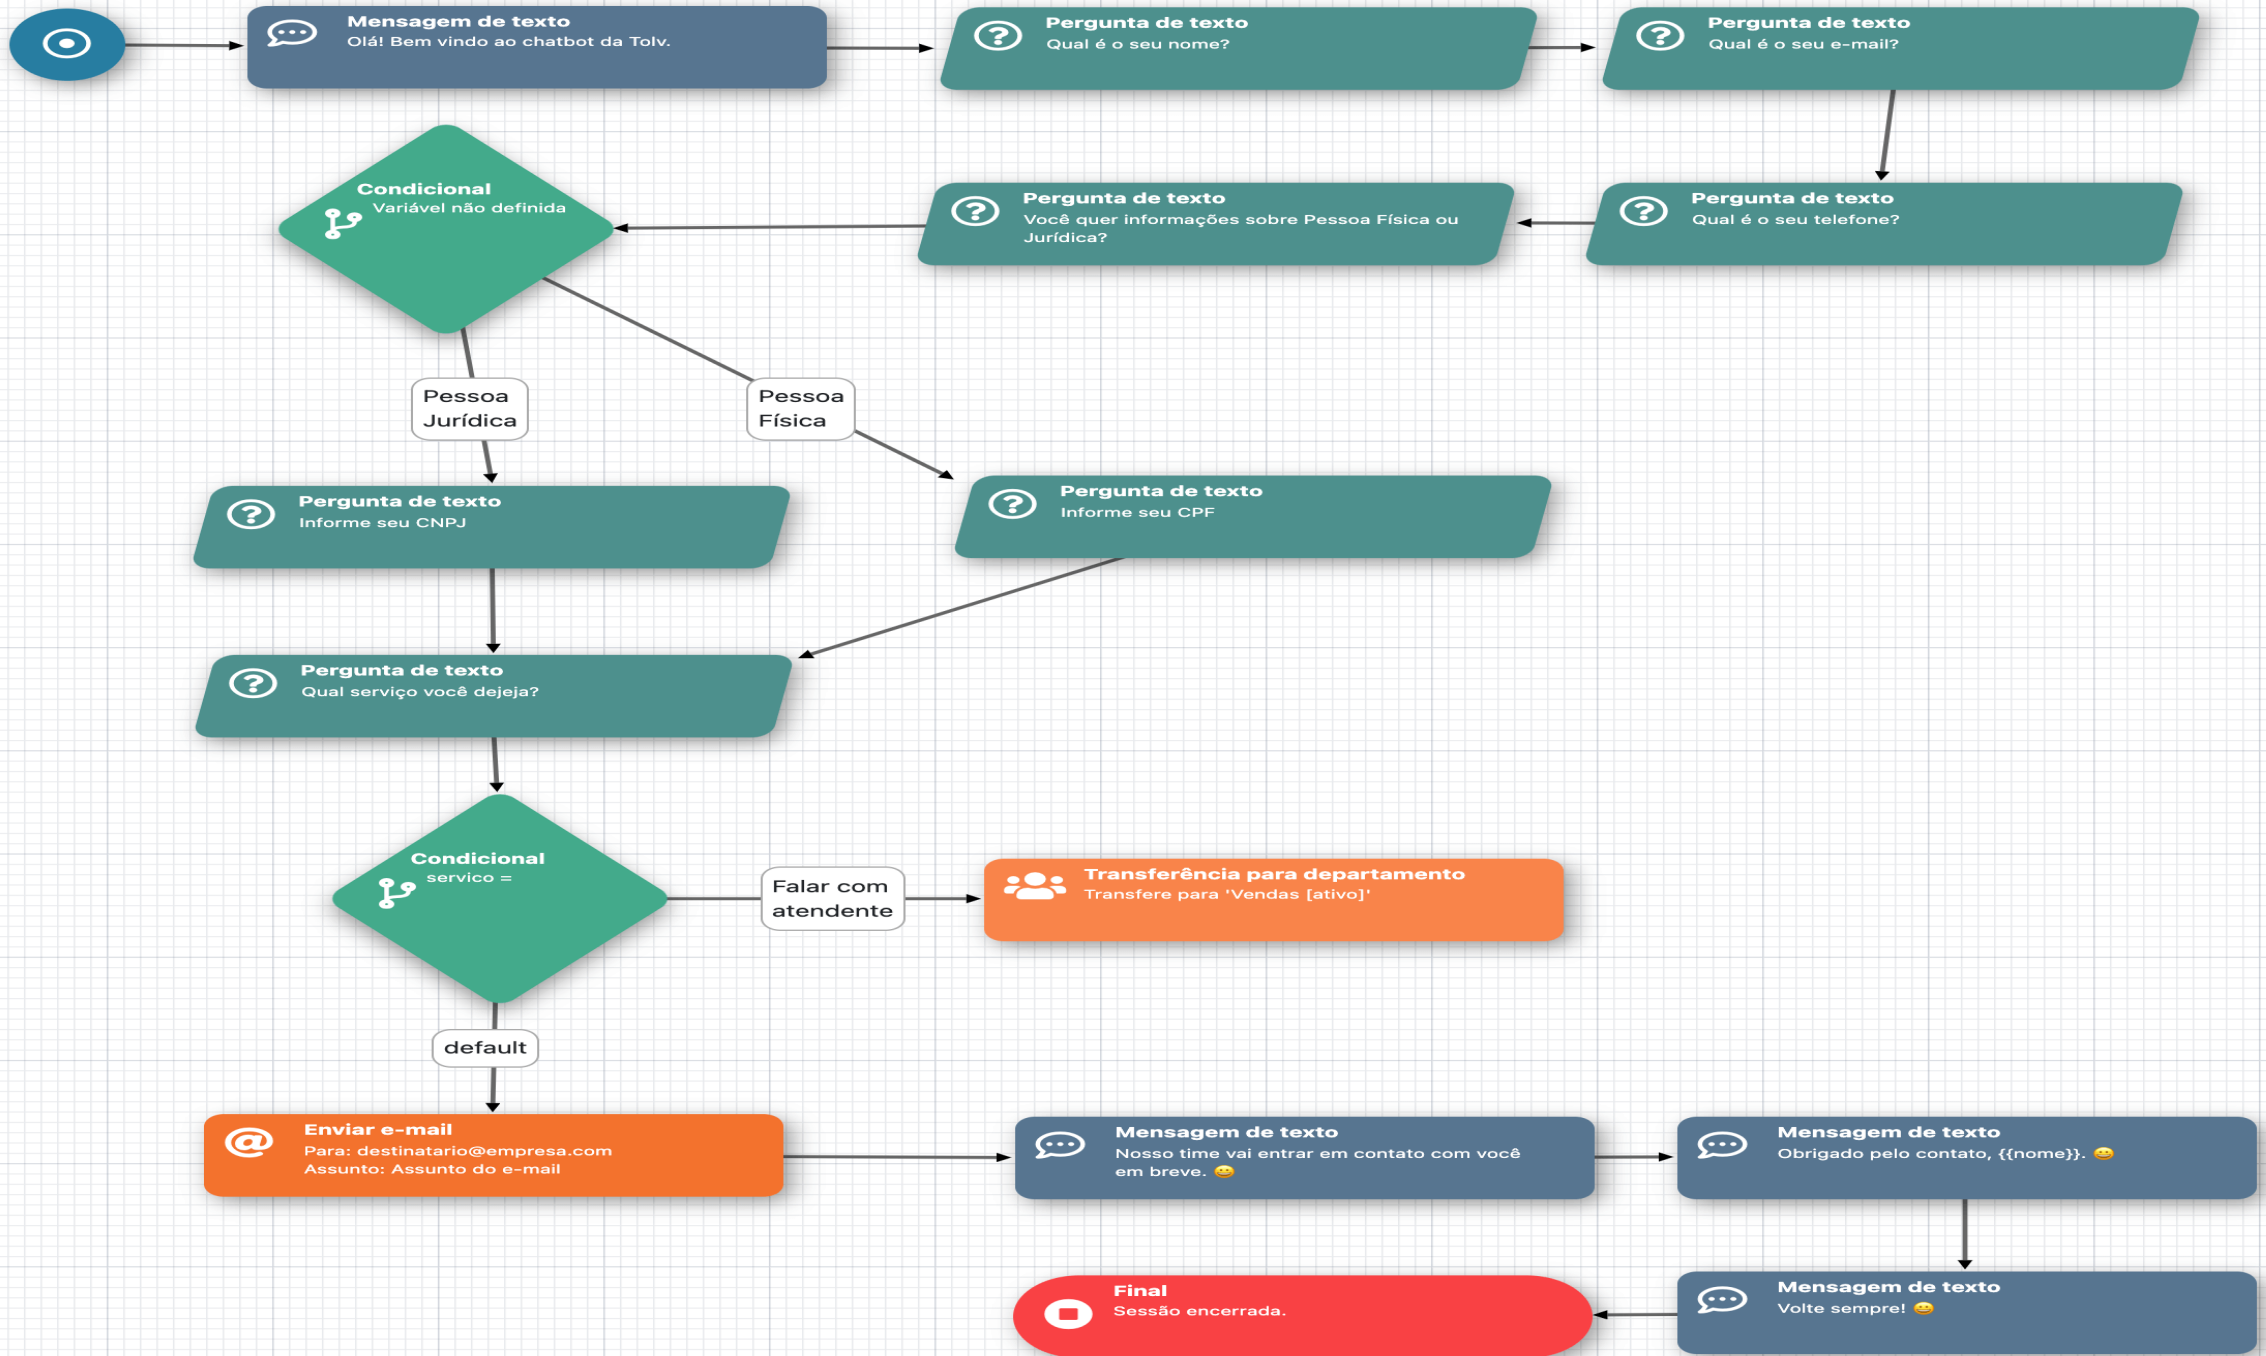 Mensagem de texto
Olá! Bem vindo ao chatbot da Tolv.
Pergunta de texto
Qual é o seu nome?
Pergunta de texto
Qual é o seu e-mail?
Condicional
Variável não definida
Pergunta de texto
Você quer informações sobre Pessoa Física ou
Jurídica?
Pergunta de texto
Qual é o seu telefone?
Pessoa
Jurídica
Pessoa
Física
Pergunta de texto
Informe seu CNPJ
Pergunta de texto
Informe seu CPF
Pergunta de texto
Qual serviço você dejeja?
Condicional
servico =
Falar com
atendente
Transferência para departamento
Transfere para 'Vendas [ativo]'
default
Enviar e-mail
Para: destinatario@empresa.com
Assunto: Assunto do e-mail
Mensagem de texto
Nosso time vai entrar em contato com você
em breve. 😀
Mensagem de texto
Obrigado pelo contato, {{nome}}. 😀
Final
Sessão encerrada.
Mensagem de texto
Volte sempre! 😀